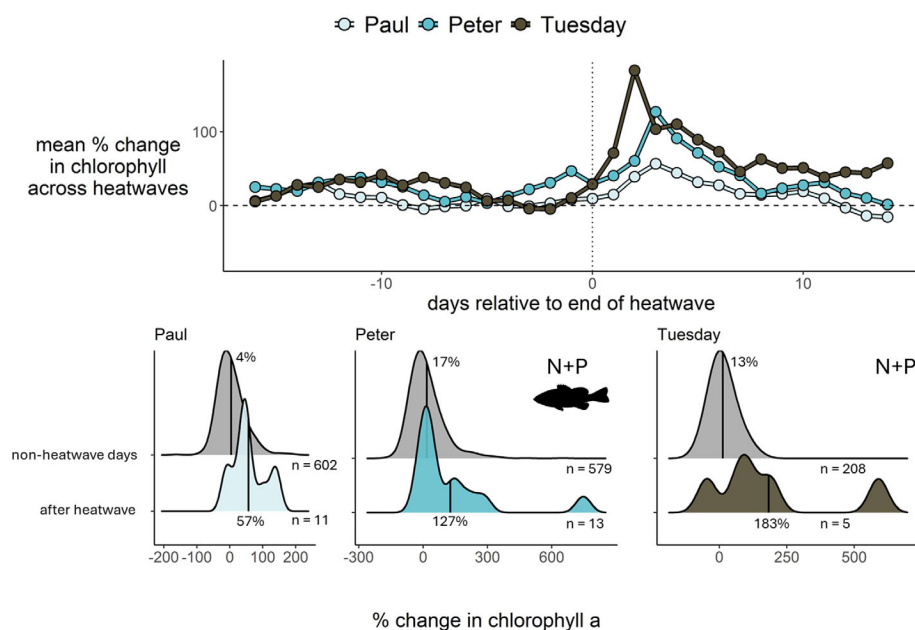 Paul Peter Tuesday
mean % change
in chlorophyll
across heatwaves
100
0
-10 0 10
days relative to end of heatwave
Paul Peter Tuesday
4% 17% N+P 13% N+P
non-heatwave days
n = 602 n = 579 n = 208
after heatwave
57% n = 11 127% n = 13 183% n = 5
-200 -100 0 100 200 -300 0 300 600 0 250 500
% change in chlorophyll a